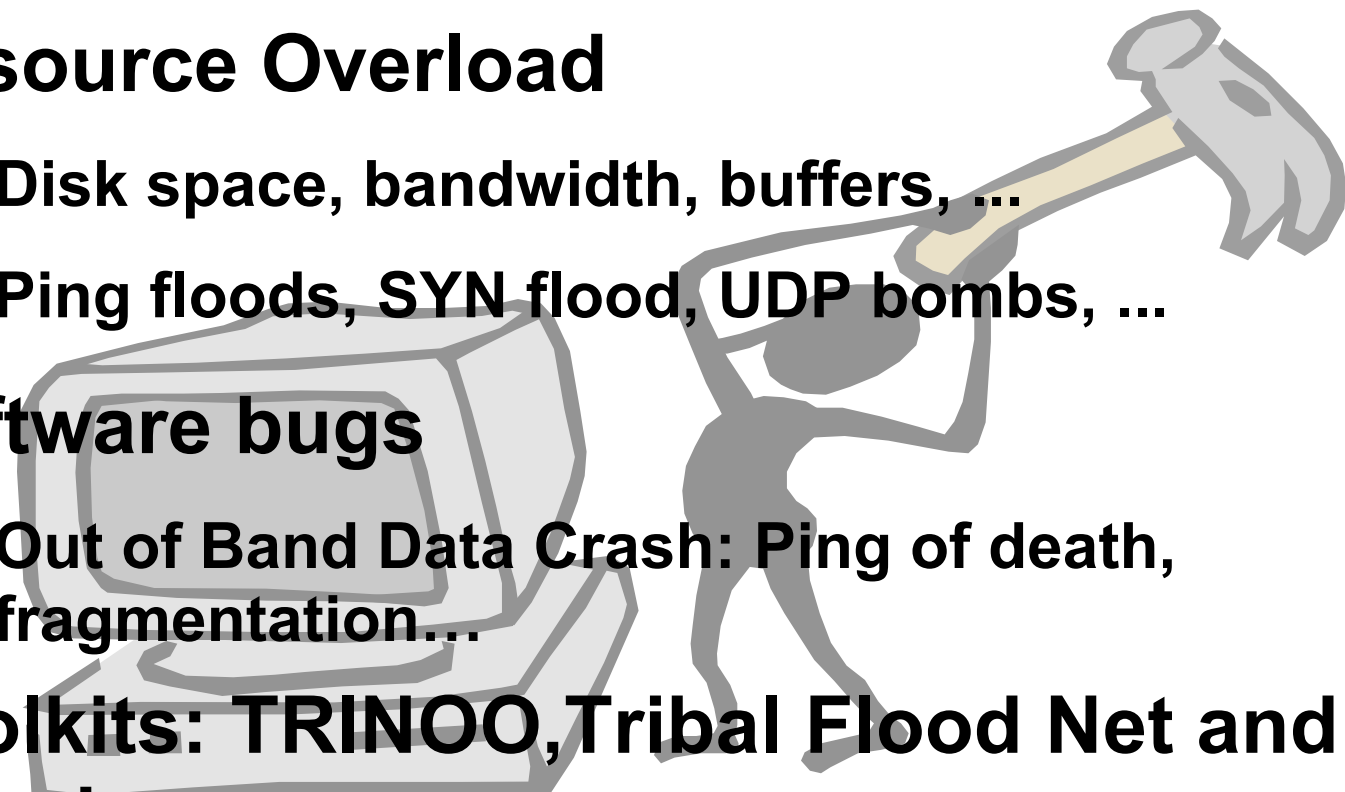 source Overload
Disk space, bandwidth, buffers, ...
Ping floods, SYN flood, UDP bombs, ...
ftware bugs
Out of Band Data Crash: Ping of death,
fragmentation…
olkits: TRINOO,Tribal Flood Net and